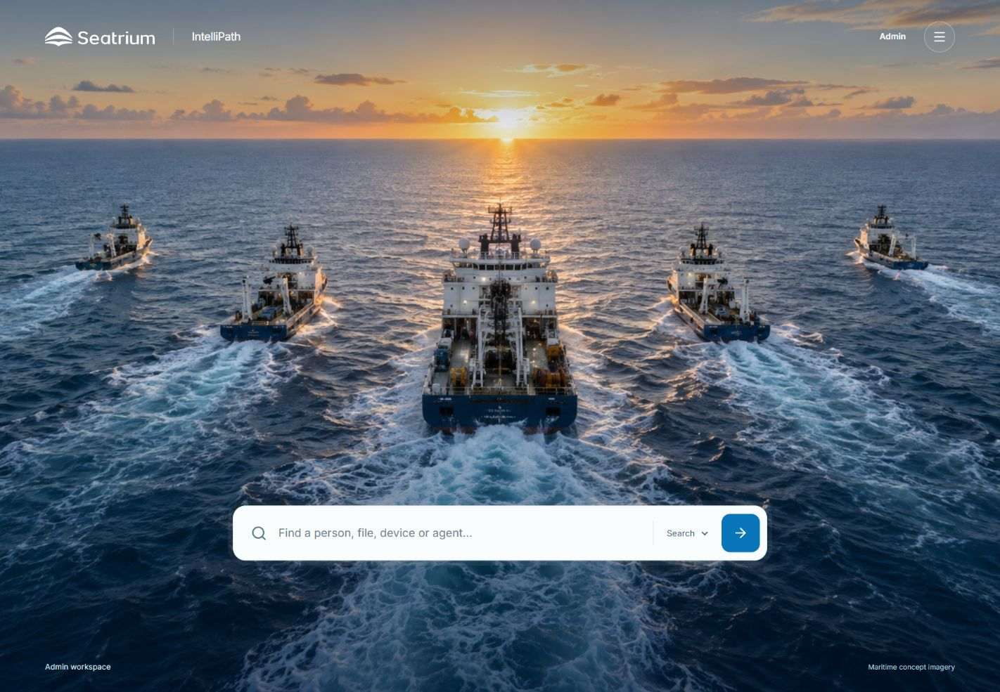 Seatrium
IntelliPath
Admin
Find a person, file, device or agent...
Search
Admin workspace
Maritime concept imagery